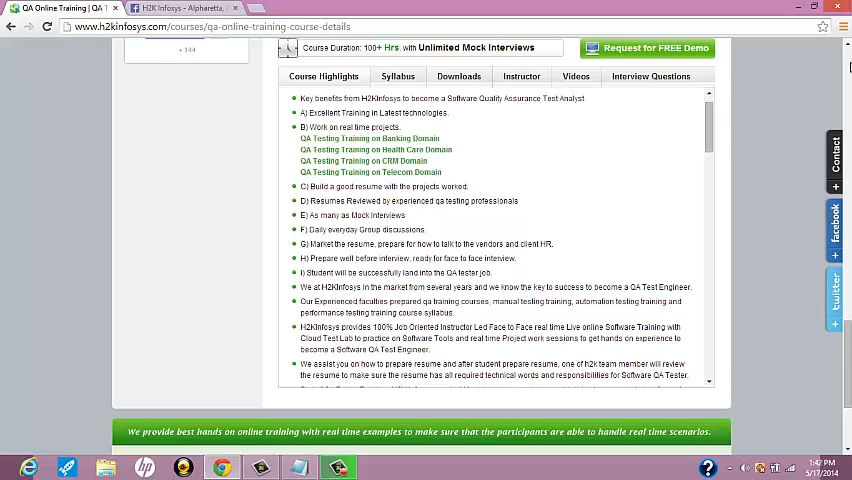 QA Online Training | QA T
H2K Infosys - Alpharetta,
www.h2kinfosys.com/courses/qa-online-training-course-details
+ 144
Course Duration: 100+ Hrs. with Unlimited Mock Interviews
Request for FREE Demo
Course Highlights
Syllabus
Downloads
Instructor
Videos
Interview Questions
Key benefits from H2KInfosys to become a Software Quality Assurance Test Analyst.
A) Excellent Training in Latest technologies.
B) Work on real time projects.
QA Testing Training on Banking Domain
QA Testing Training on Health Care Domain
QA Testing Training on CRM Domain
QA Testing Training on Telecom Domain
C) Build a good resume with the projects worked.
D) Resumes Reviewed by experienced qa testing professionals
E) As many as Mock Interviews
F) Daily everyday Group discussions.
G) Market the resume, prepare for how to talk to the vendors and client HR.
H) Prepare well before interview, ready for face to face interview.
I) Student will be successfully land into the QA tester job.
We at H2KInfosys in the market from several years and we know the key to success to become a QA Test Engineer.
Our Experienced faculties prepared qa training courses, manual testing training, automation testing training and
performance testing training course syllabus.
H2KInfosys provides 100% Job Oriented Instructor Led Face to Face real time Live online Software Training with
Cloud Test Lab to practice on Software Tools and real time Project work sessions to get hands on experience to
become a Software QA Test Engineer.
We assist you on how to prepare resume and after student prepare resume, one of h2k team member will review
the resume to make sure the resume has all required technical words and responsibilities for Software QA Tester.
We provide best hands on online training with real time examples to make sure that the participants are able to handle real time scenarios.
+ Contact
+ facebook
+ twitter
hp
1:42 PM
5/17/2014